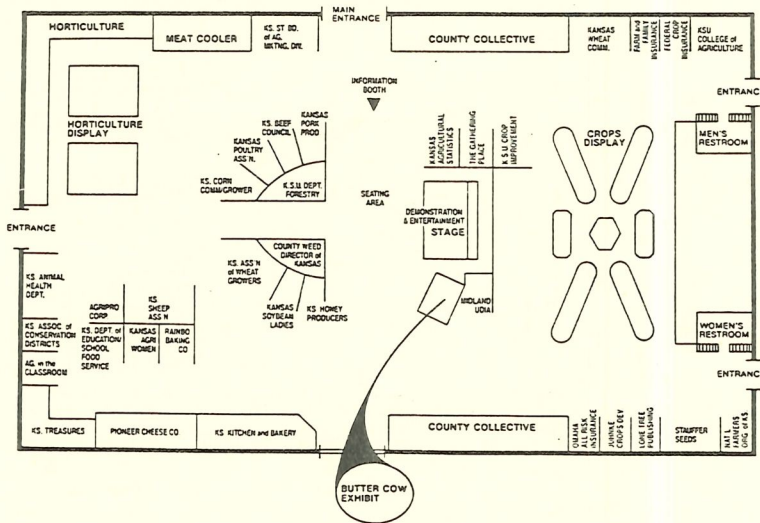 MAIN
ENTRANCE
HORTICULTURE
MEAT COOLER
KS. ST BD.
of AG.
MKTNG. DIV.
COUNTY COLLECTIVE
KANSAS
WHEAT
COMM.
FARM and
FAMILY
INSURANCE
FEDERAL
CROP
INSURANCE
KSU
COLLEGE of
AGRICULTURE
INFORMATION
BOOTH
ENTRANCE
HORTICULTURE
DISPLAY
KANSAS
PORK
PROD
KS. BEEF
COUNCIL
KANSAS
POULTRY
ASS'N.
KS. CORN
COMM/GROWER
K.S.U. DEPT.
FORESTRY
KANSAS
AGRICULTURAL
STATISTICS
THE GATHERING
PLACE
K S U CROP
IMPROVEMENT
CROPS
DISPLAY
MEN'S
RESTROOM
SEATING
AREA
DEMONSTRATION
& ENTERTAINMENT
STAGE
ENTRANCE
COUNTY WEED
DIRECTOR of
KANSAS
KS. ASS'N
of WHEAT
GROWERS
KANSAS
SOYBEAN
LADIES
KS HONEY
PRODUCERS
MIDLAND
UDIA
KS. ANIMAL
HEALTH
DEPT.
AGRIPRO
CORP
KS
SHEEP
ASS'N
KS. ASSOC of
CONSERVATION
DISTRICTS
KS. DEPT. of
EDUCATION/
SCHOOL
FOOD
SERVICE
KANSAS
AGRI
WOMEN
RAINBO
BAKING
CO
WOMEN'S
RESTROOM
AG. in the
CLASSROOM
ENTRANCE
KS. TREASURES
PIONEER CHEESE CO
KS KITCHEN and BAKERY
COUNTY COLLECTIVE
OMAHA
ALL RISK
INSURANCE
CROPS DEV
LONE TREE
PUBLISHING
STAUFFER
SEEDS
NAT'L
FARMERS
ORG. of KS
BUTTER COW
EXHIBIT